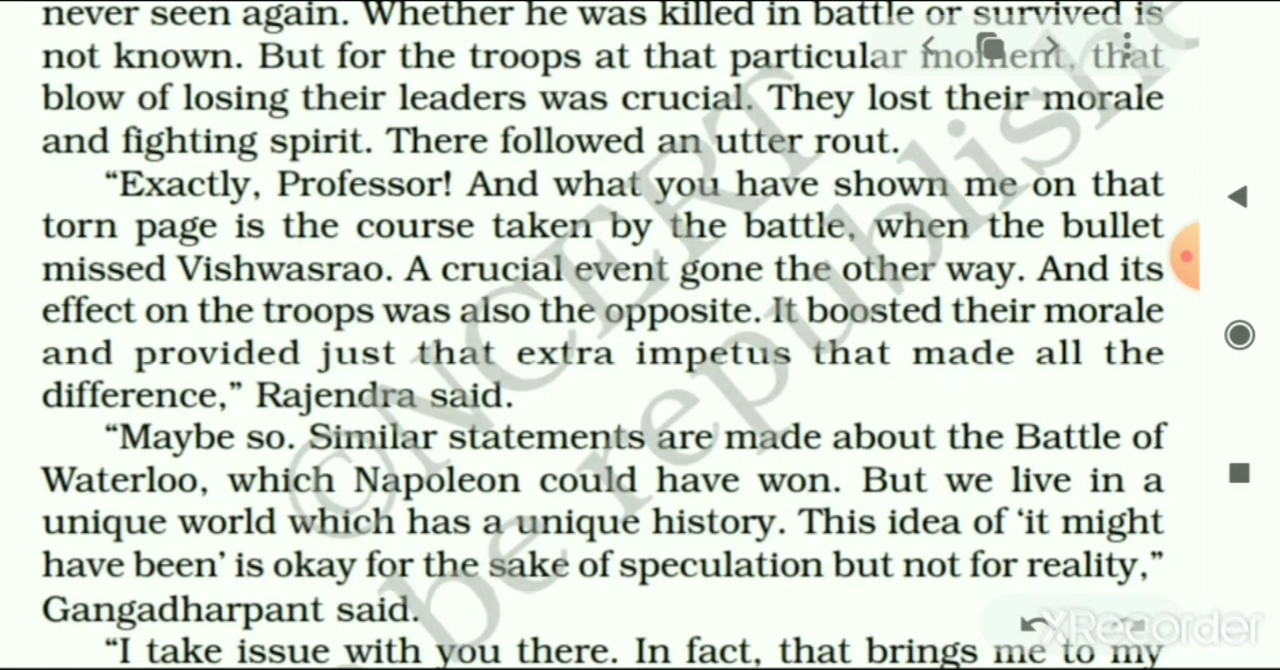 never seen again. Whether he was killed in battle or survived is
not known. But for the troops at that particular moment, that
blow of losing their leaders was crucial. They lost their morale
and fighting spirit. There followed an utter rout.
“Exactly, Professor! And what you have shown me on that
torn page is the course taken by the battle, when the bullet
missed Vishwasrao. A crucial event gone the other way. And its
effect on the troops was also the opposite. It boosted their morale
and provided just that extra impetus that made all the
difference,” Rajendra said.
“Maybe so. Similar statements are made about the Battle of
Waterloo, which Napoleon could have won. But we live in a
unique world which has a unique history. This idea of ‘it might
have been’ is okay for the sake of speculation but not for reality,”
Gangadharpant said.
“I take issue with you there. In fact, that brings me to my
©NCERT
be republishe
XRecorder